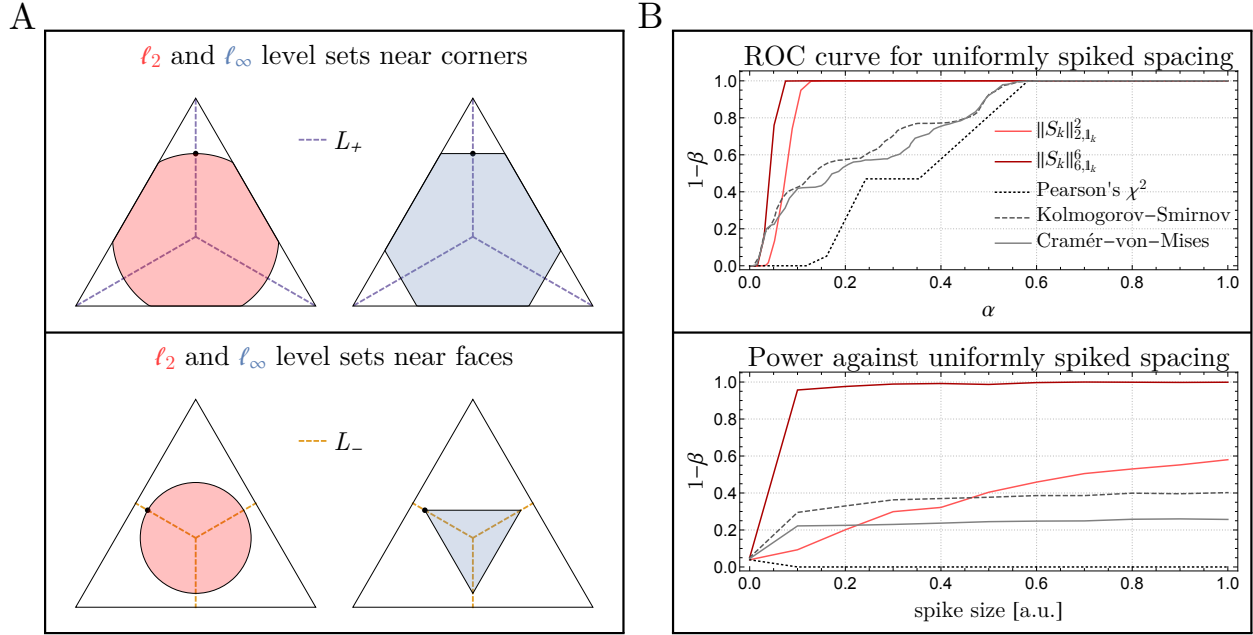 A
ℓ₂ and ℓ∞ level sets near corners
L₊
ℓ₂ and ℓ∞ level sets near faces
L₋
B
ROC curve for uniformly spiked spacing
1.0
0.8
0.6
0.4
0.2
0.0
1−β
0.0 0.2 0.4 0.6 0.8 1.0
α
‖Sₖ‖²₂,𝟙ₖ
‖Sₖ‖⁶₆,𝟙ₖ
Pearson's χ²
Kolmogorov−Smirnov
Cramér−von−Mises
Power against uniformly spiked spacing
1.0
0.8
0.6
0.4
0.2
0.0
1−β
0.0 0.2 0.4 0.6 0.8 1.0
spike size [a.u.]